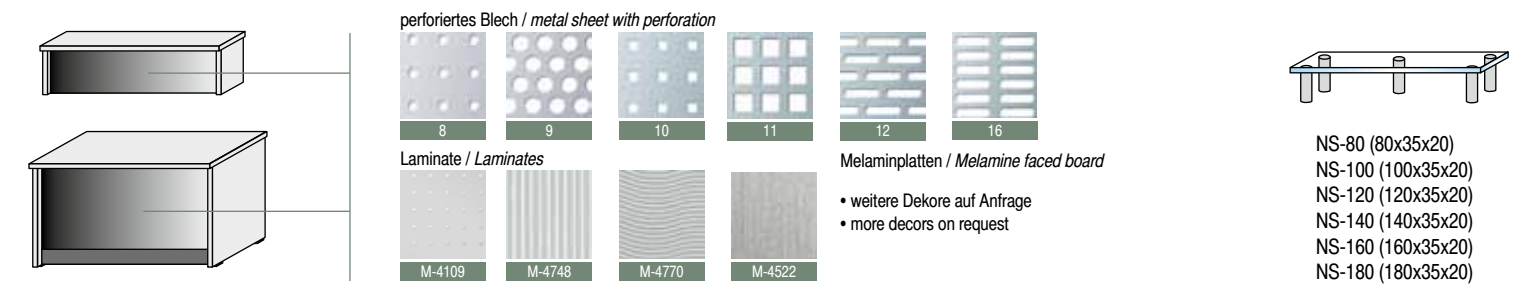 perforiertes Blech / metal sheet with perforation
8 9 10 11 12 16
Laminate / Laminates
M-4109 M-4748 M-4770 M-4522
Melaminplatten / Melamine faced board
• weitere Dekore auf Anfrage
• more decors on request
NS-80 (80x35x20)
NS-100 (100x35x20)
NS-120 (120x35x20)
NS-140 (140x35x20)
NS-160 (160x35x20)
NS-180 (180x35x20)